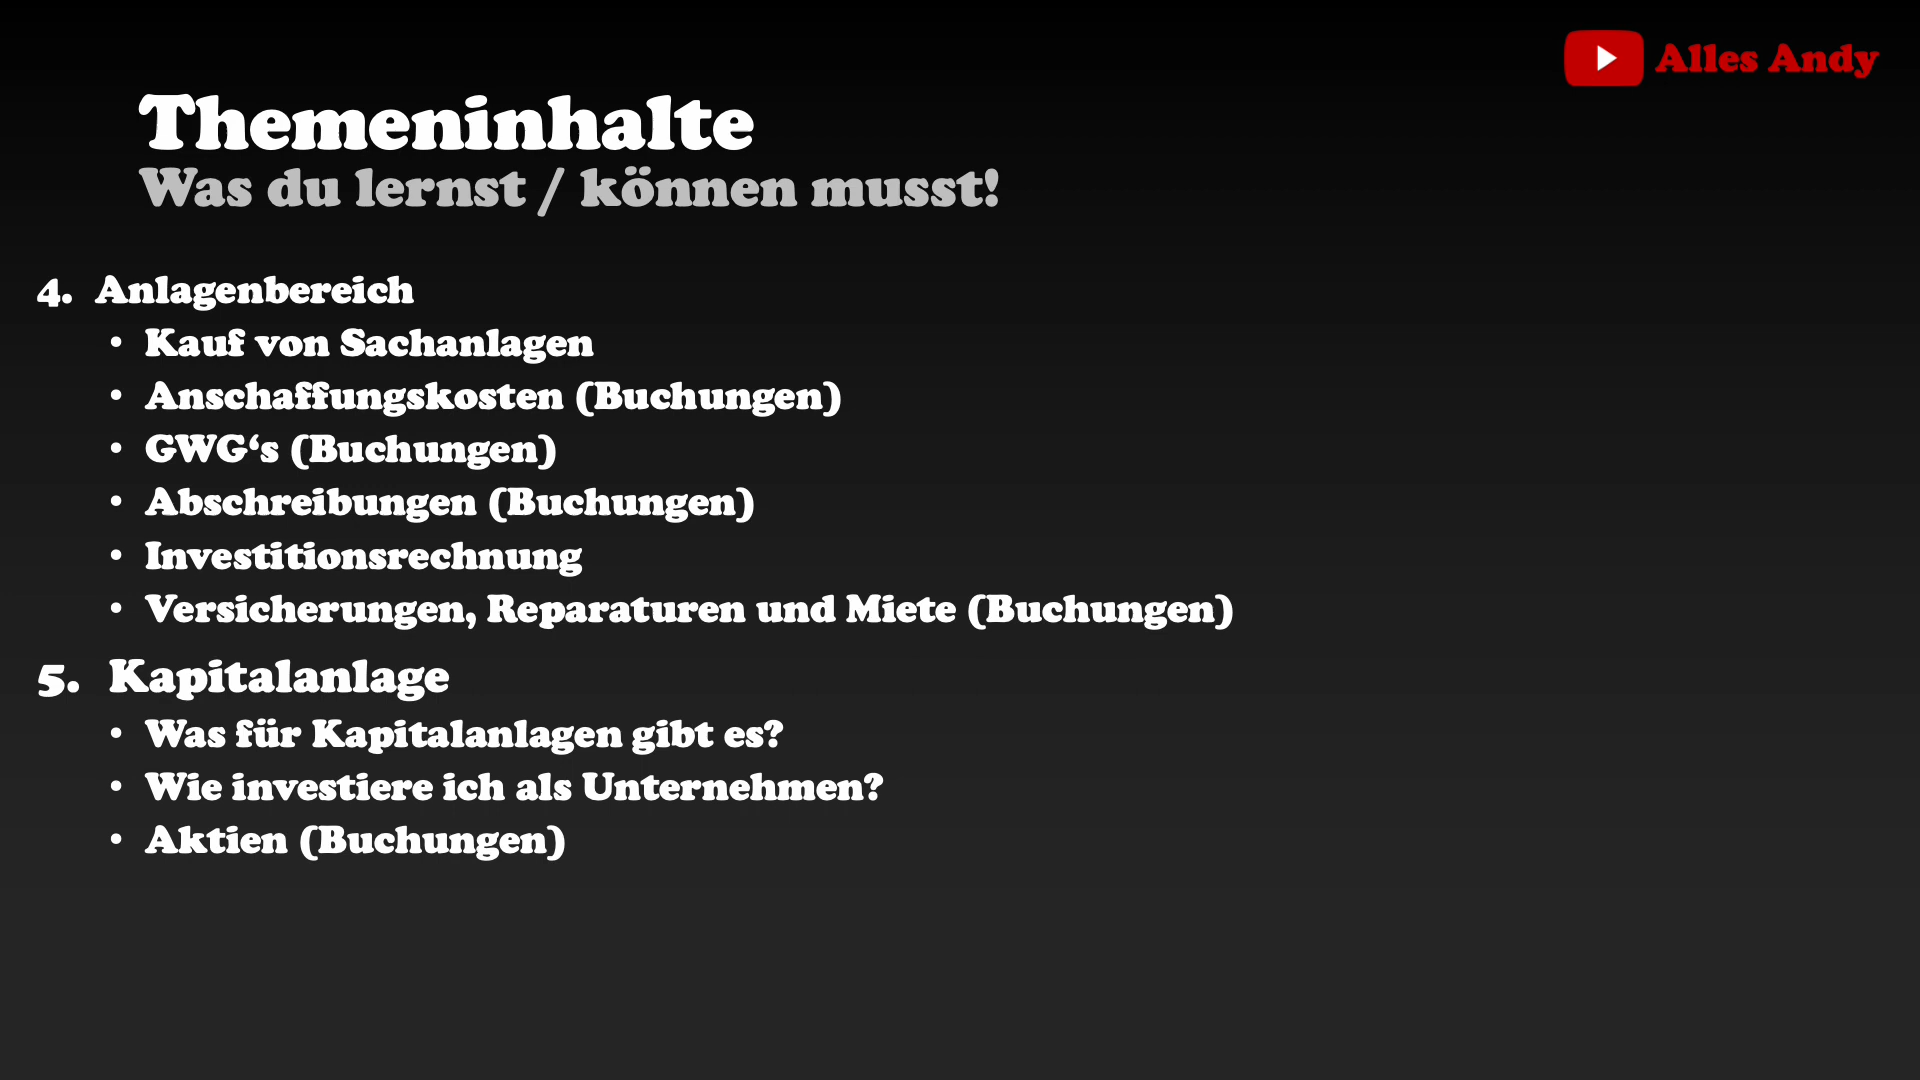 Alles Andy
Themeninhalte
Was du lernst / können musst!
4. Anlagenbereich
• Kauf von Sachanlagen
• Anschaffungskosten (Buchungen)
• GWG‘s (Buchungen)
• Abschreibungen (Buchungen)
• Investitionsrechnung
• Versicherungen, Reparaturen und Miete (Buchungen)
5. Kapitalanlage
• Was für Kapitalanlagen gibt es?
• Wie investiere ich als Unternehmen?
• Aktien (Buchungen)